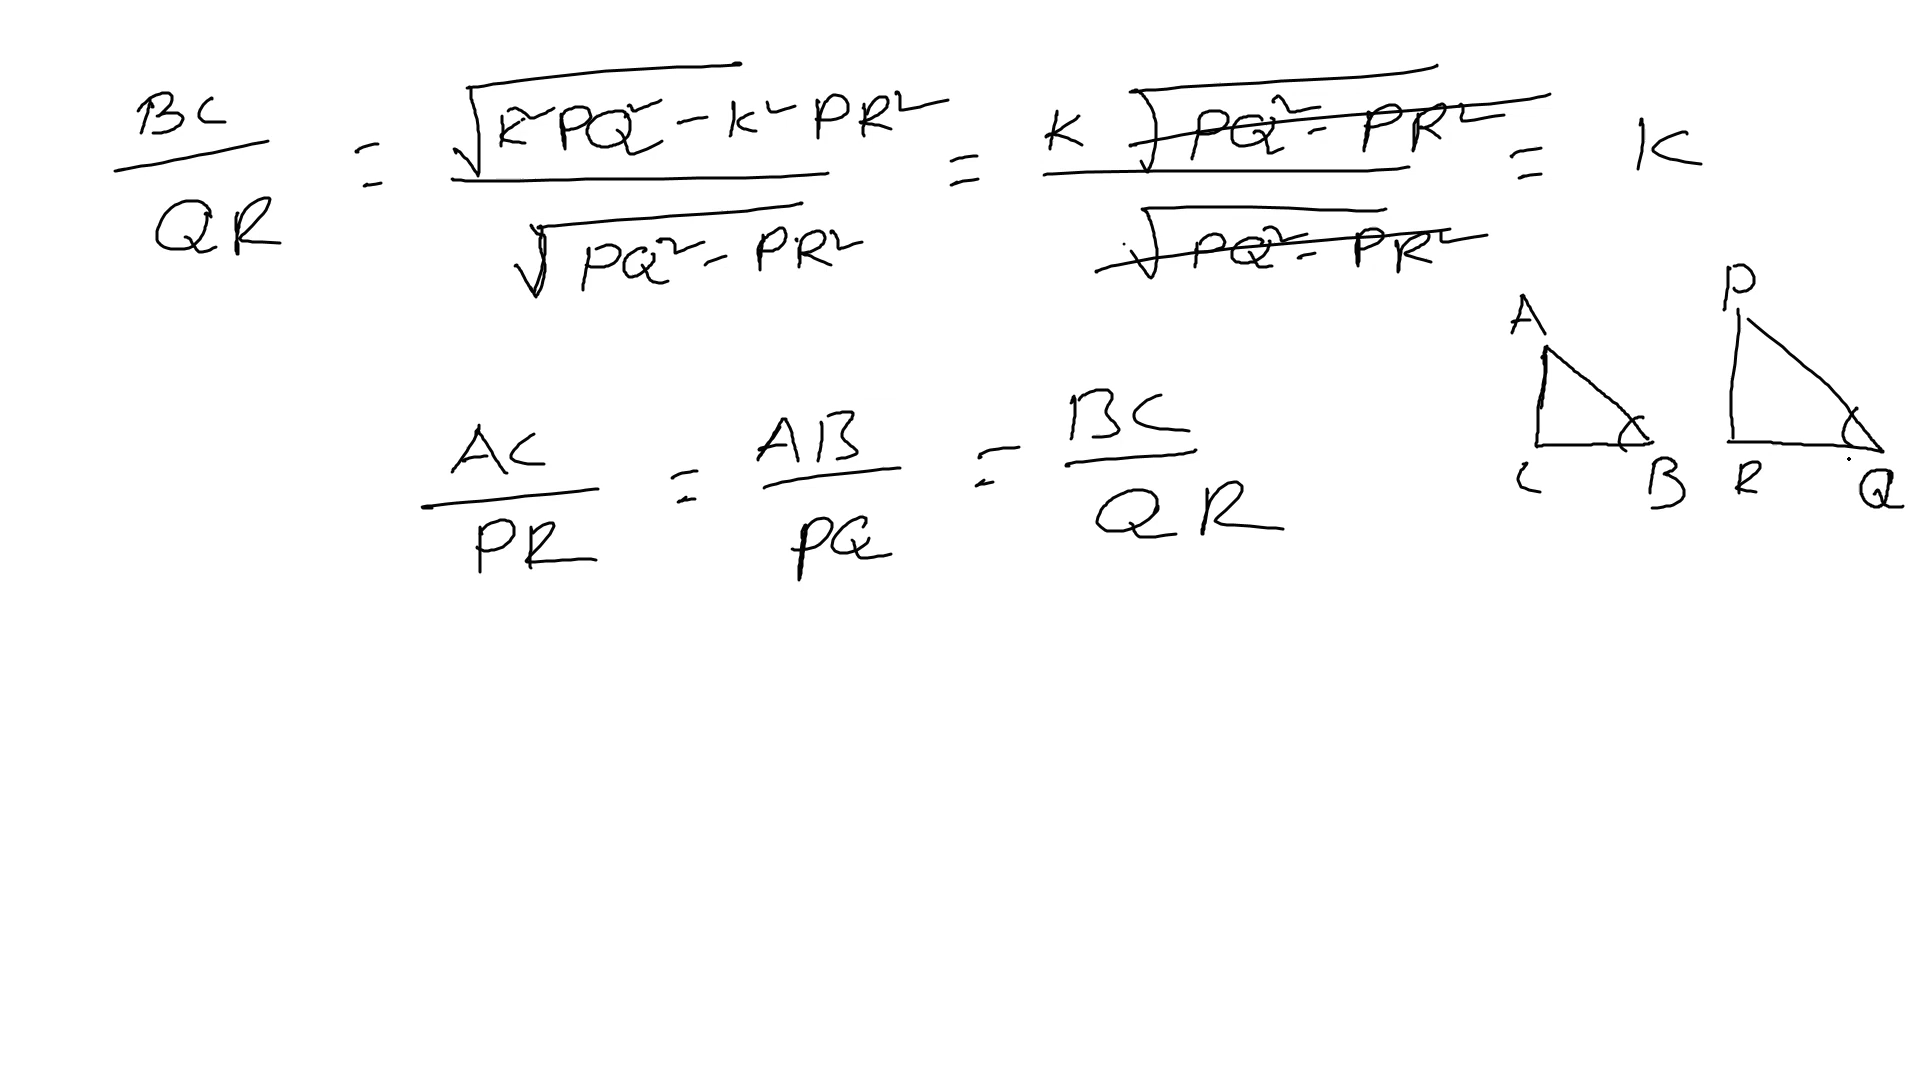 BC / QR = √(K²PQ² - K²PR²) / √(PQ² - PR²) = K √(PQ² - PR²) / √(PQ² - PR²) = K
AC / PR = AB / PQ = BC / QR
A
C B
P
R Q